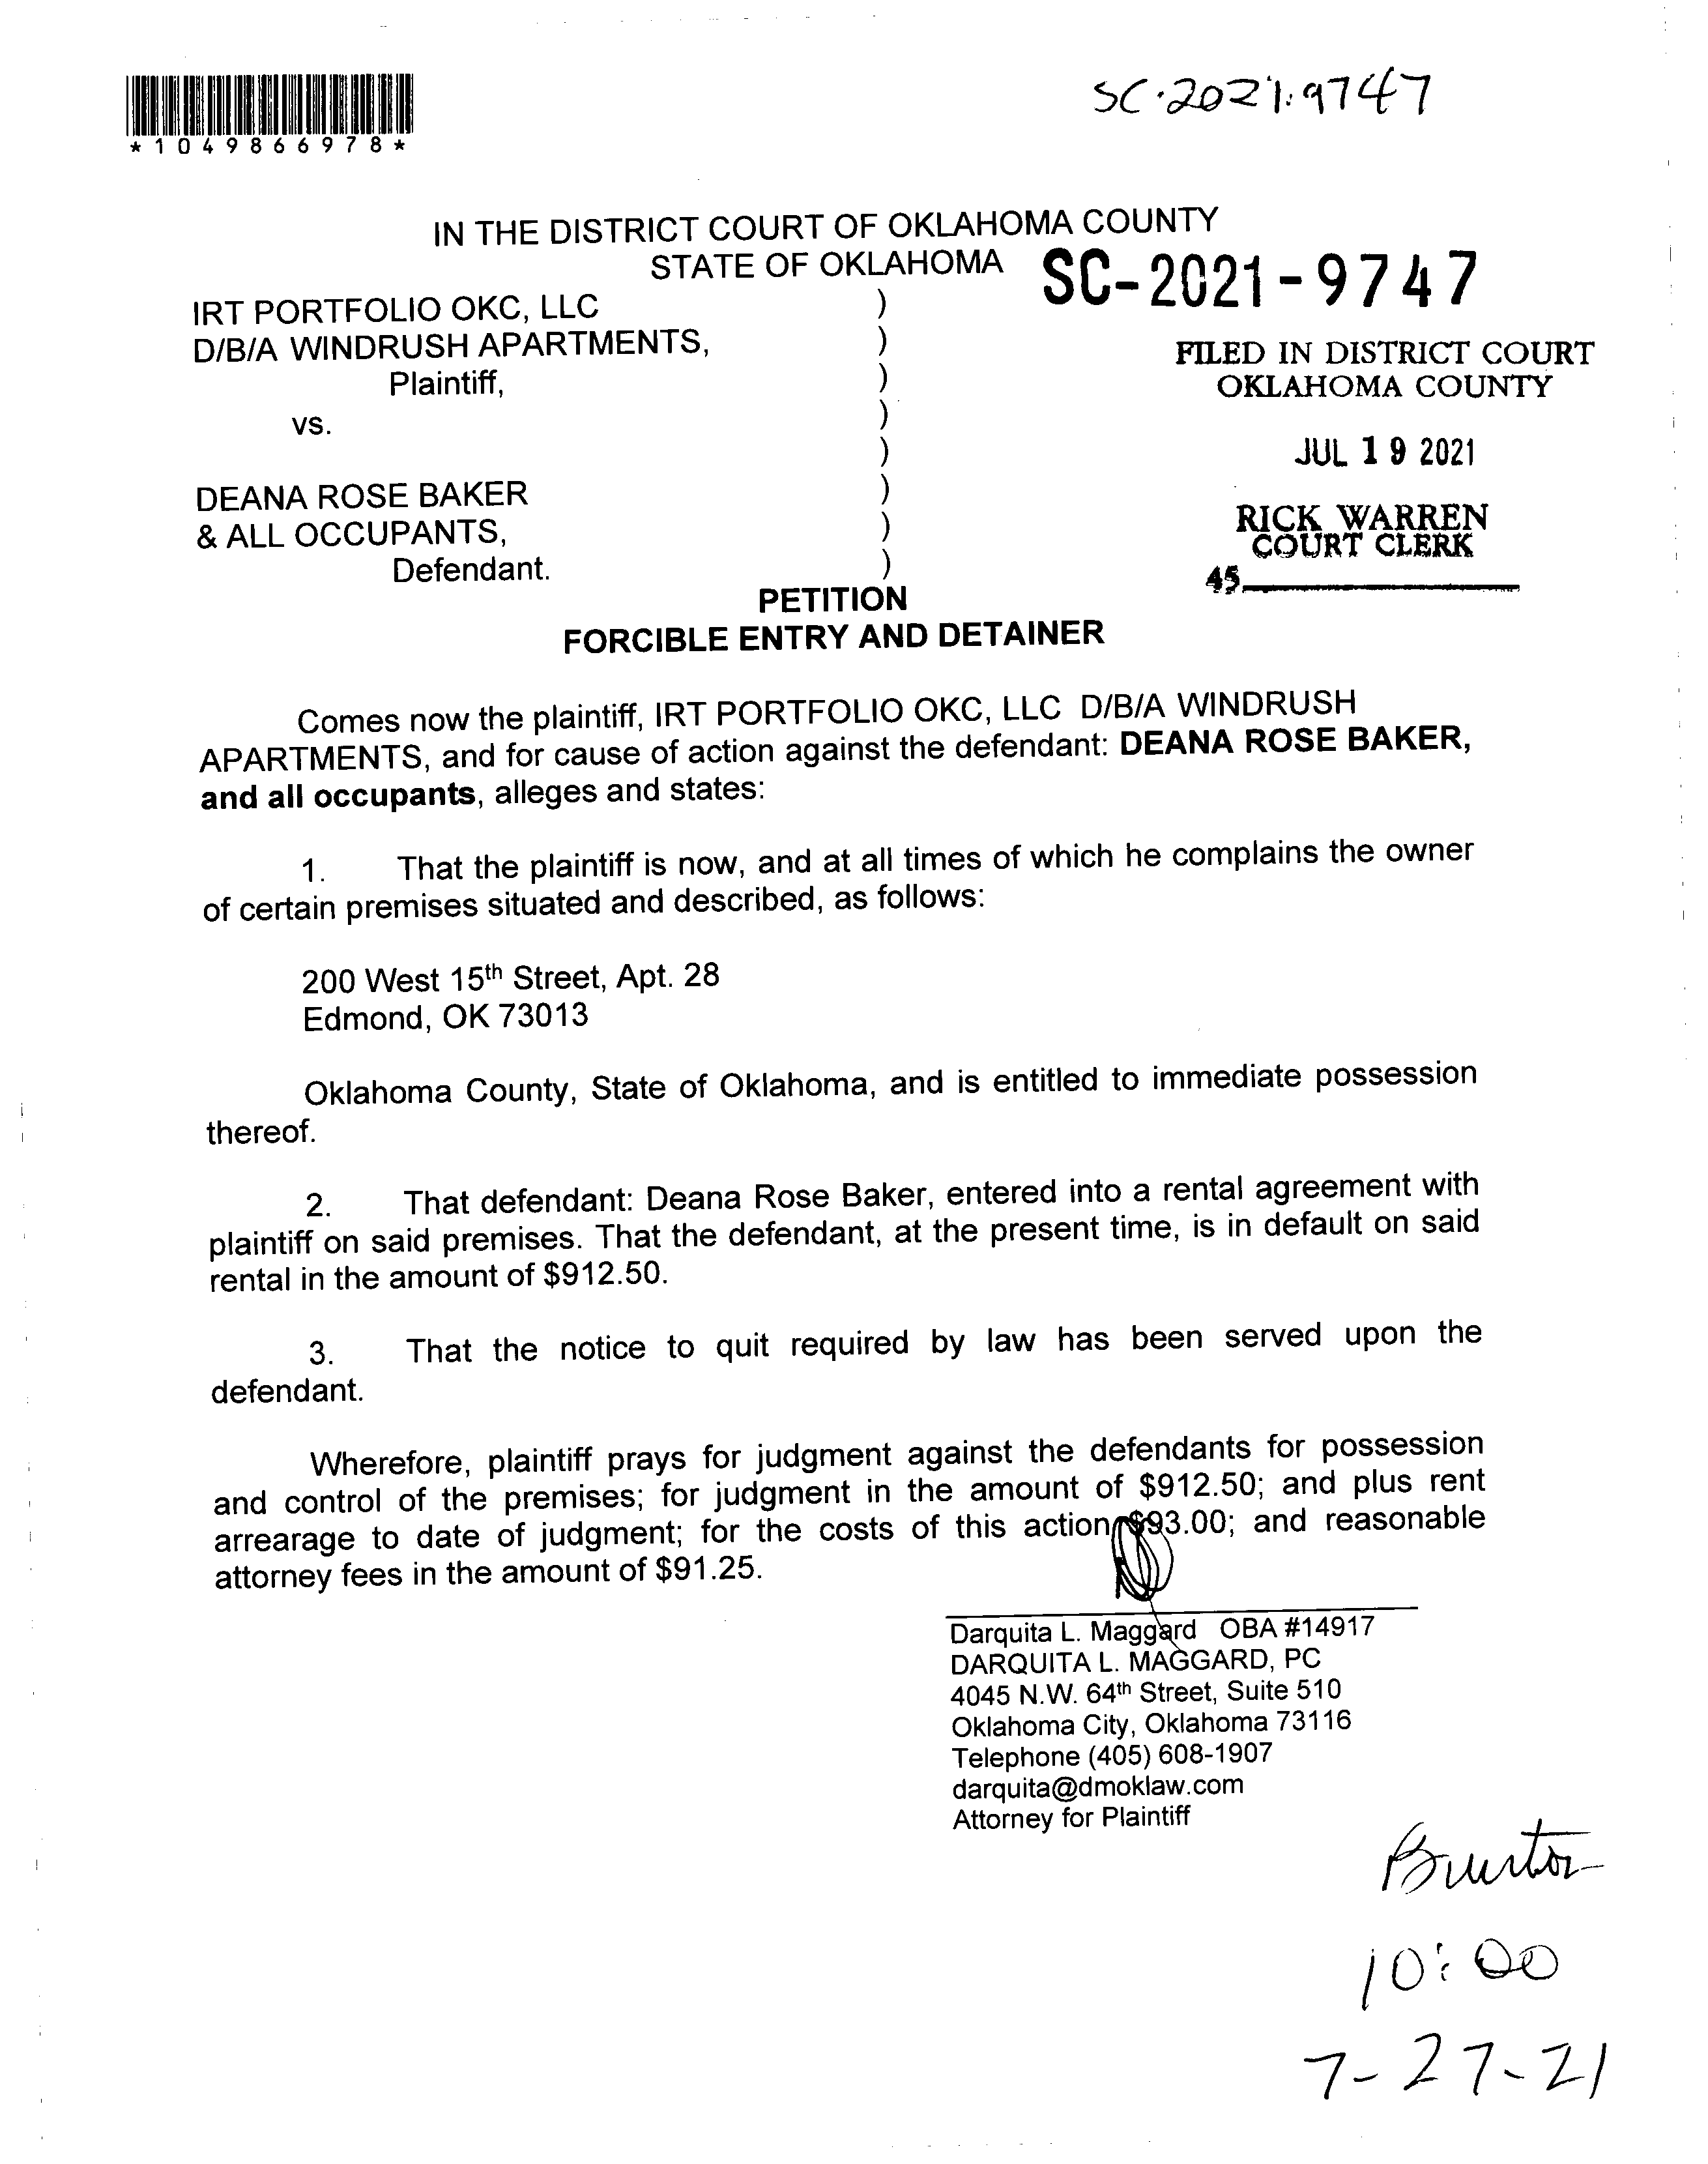 SC-2021-9747
*1049866978*
IN THE DISTRICT COURT OF OKLAHOMA COUNTY
STATE OF OKLAHOMA
SC-2021-9747
IRT PORTFOLIO OKC, LLC )
D/B/A WINDRUSH APARTMENTS, )
Plaintiff, )
vs. )
)
DEANA ROSE BAKER )
& ALL OCCUPANTS, )
Defendant. )
FILED IN DISTRICT COURT
OKLAHOMA COUNTY
JUL 19 2021
RICK WARREN
COURT CLERK
45
PETITION
FORCIBLE ENTRY AND DETAINER
Comes now the plaintiff, IRT PORTFOLIO OKC, LLC D/B/A WINDRUSH
APARTMENTS, and for cause of action against the defendant: DEANA ROSE BAKER,
and all occupants, alleges and states:
1. That the plaintiff is now, and at all times of which he complains the owner
of certain premises situated and described, as follows:
200 West 15th Street, Apt. 28
Edmond, OK 73013
Oklahoma County, State of Oklahoma, and is entitled to immediate possession
thereof.
2. That defendant: Deana Rose Baker, entered into a rental agreement with
plaintiff on said premises. That the defendant, at the present time, is in default on said
rental in the amount of $912.50.
3. That the notice to quit required by law has been served upon the
defendant.
Wherefore, plaintiff prays for judgment against the defendants for possession
and control of the premises; for judgment in the amount of $912.50; and plus rent
arrearage to date of judgment; for the costs of this action $93.00; and reasonable
attorney fees in the amount of $91.25.
Darquita L. Maggard OBA #14917
DARQUITA L. MAGGARD, PC
4045 N.W. 64th Street, Suite 510
Oklahoma City, Oklahoma 73116
Telephone (405) 608-1907
darquita@dmoklaw.com
Attorney for Plaintiff
10:00
7-27-21